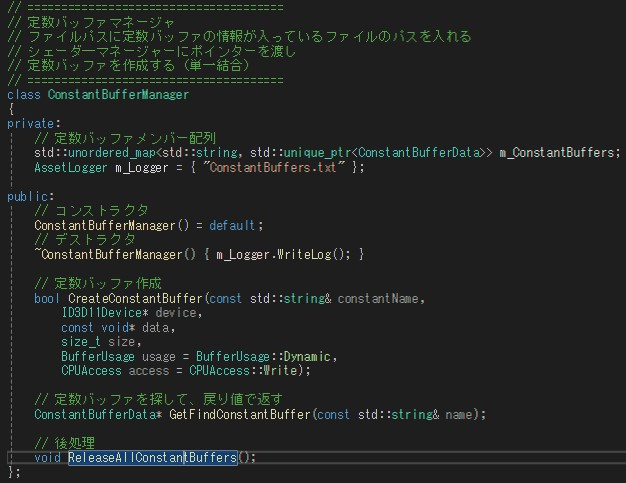 // ======================================
// 定数バッファマネージャ
// ファイルパスに定数バッファの情報が入っているファイルのパスを入れる
// シェーダーマネージャーにポインターを渡し
// 定数バッファを作成する（単一結合）
// ======================================
class ConstantBufferManager
{
private:
// 定数バッファメンバー配列
std::unordered_map<std::string, std::unique_ptr<ConstantBufferData>> m_ConstantBuffers;
AssetLogger m_Logger = { "ConstantBuffers.txt" };
public:
// コンストラクタ
ConstantBufferManager() = default;
// デストラクタ
~ConstantBufferManager() { m_Logger.WriteLog(); }
// 定数バッファ作成
bool CreateConstantBuffer(const std::string& constantName,
ID3D11Device* device,
const void* data,
size_t size,
BufferUsage usage = BufferUsage::Dynamic,
CPUAccess access = CPUAccess::Write);
// 定数バッファを探して、戻り値で返す
ConstantBufferData* GetFindConstantBuffer(const std::string& name);
// 後処理
void ReleaseAllConstantBuffers();
};